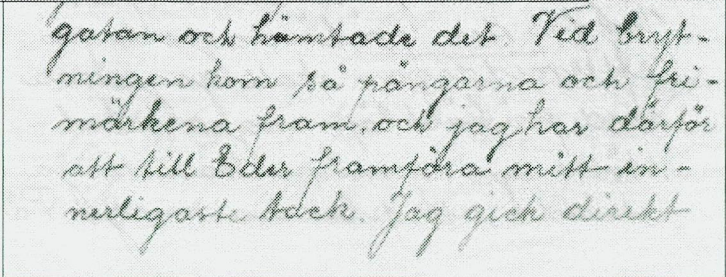 gatan och hämtade det. Vid bryt-
ningen kom så pängarna och fri-
märkena fram, och jag har därför
att till Eder framföra mitt in-
nerligaste tack. Jag gick direkt